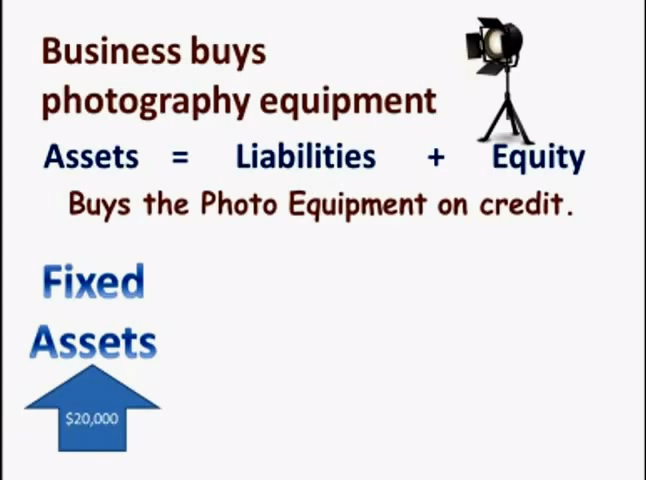 Business buys
photography equipment
Assets = Liabilities + Equity
Buys the Photo Equipment on credit.
Fixed
Assets
$20,000